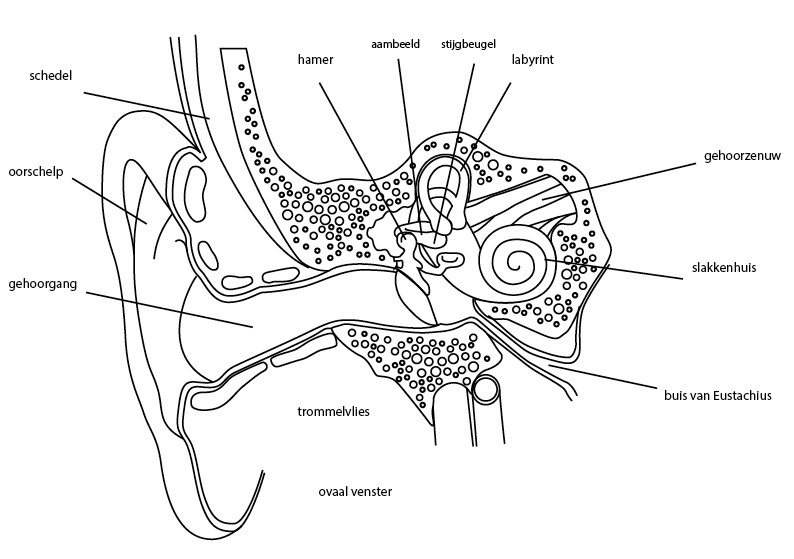 aambeeld
stijgbeugel
hamer
labyrint
schedel
gehoorzenuw
oorschelp
slakkenhuis
gehoorgang
buis van Eustachius
trommelvlies
ovaal venster